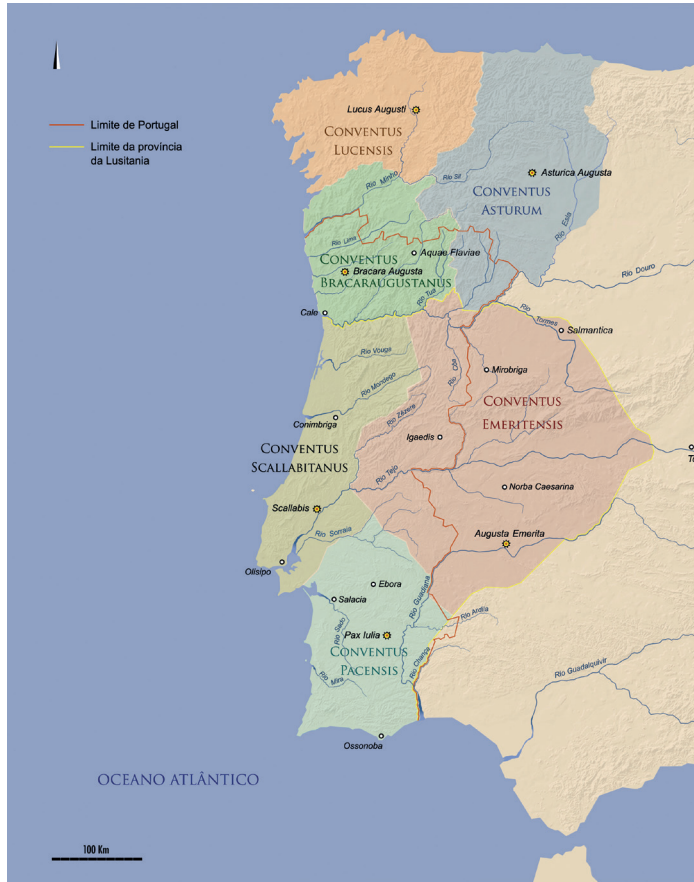 Limite de Portugal
Limite da província
da Lusitania
Lucus Augusti
CONVENTUS
LUCENSIS
Asturica Augusta
CONVENTUS
ASTURUM
Rio Minho
Rio Sil
Rio Esla
Rio Lima
Aquae Flaviae
CONVENTUS
Bracara Augusta
BRACARAUGUSTANUS
Rio Tua
Rio Douro
Cale
Rio Tormes
Salmantica
Rio Vouga
Rio Côa
Mirobriga
Rio Mondego
CONVENTUS
EMERITENSIS
Rio Zêzere
Conimbriga
Igaedis
CONVENTUS
SCALLABITANUS
Rio Tejo
Norba Caesarina
Scallabis
Rio Sorraia
Augusta Emerita
Olisipo
Ebora
Rio Guadiana
Salacia
Rio Ardila
Rio Sado
Pax Iulia
CONVENTUS
PACENSIS
Rio Chança
Rio Mira
Rio Guadalquivir
Ossonoba
OCEANO ATLÂNTICO
100 Km